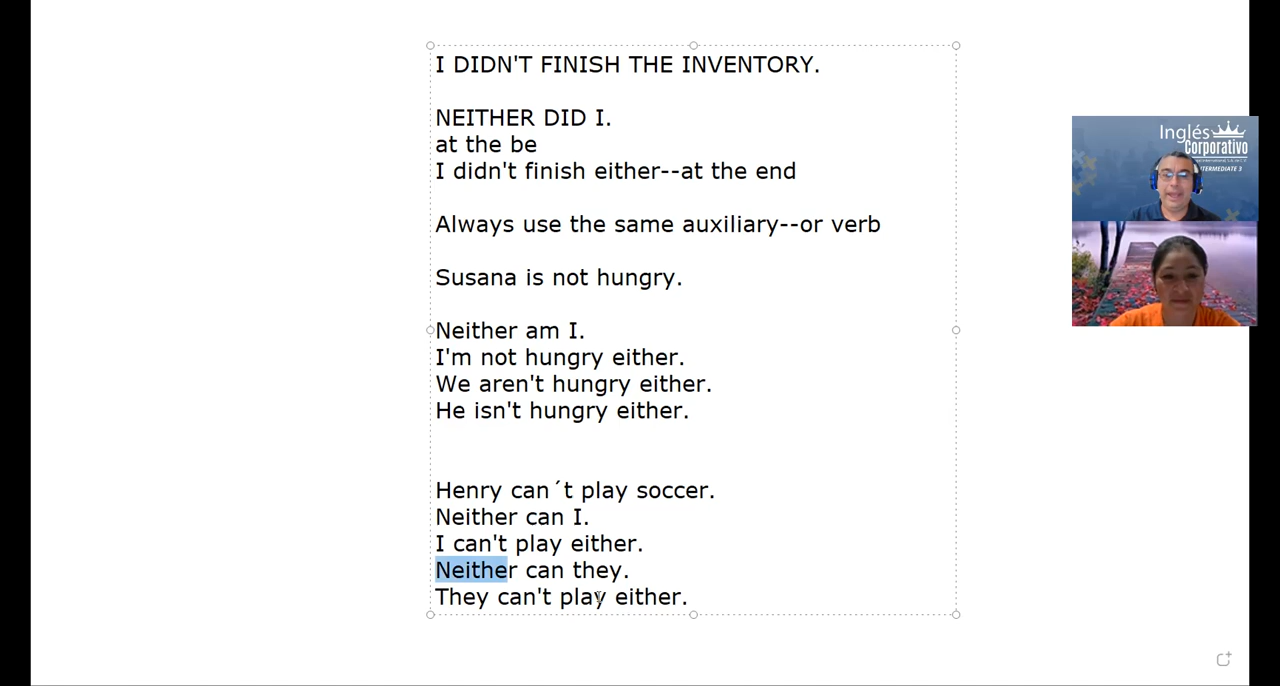 I DIDN'T FINISH THE INVENTORY.
NEITHER DID I.
at the be
I didn't finish either--at the end
Always use the same auxiliary--or verb
Susana is not hungry.
Neither am I.
I'm not hungry either.
We aren't hungry either.
He isn't hungry either.
Henry can´t play soccer.
Neither can I.
I can't play either.
Neither can they.
They can't play either.
Inglés
Corporativo
INTERMEDIATE 3